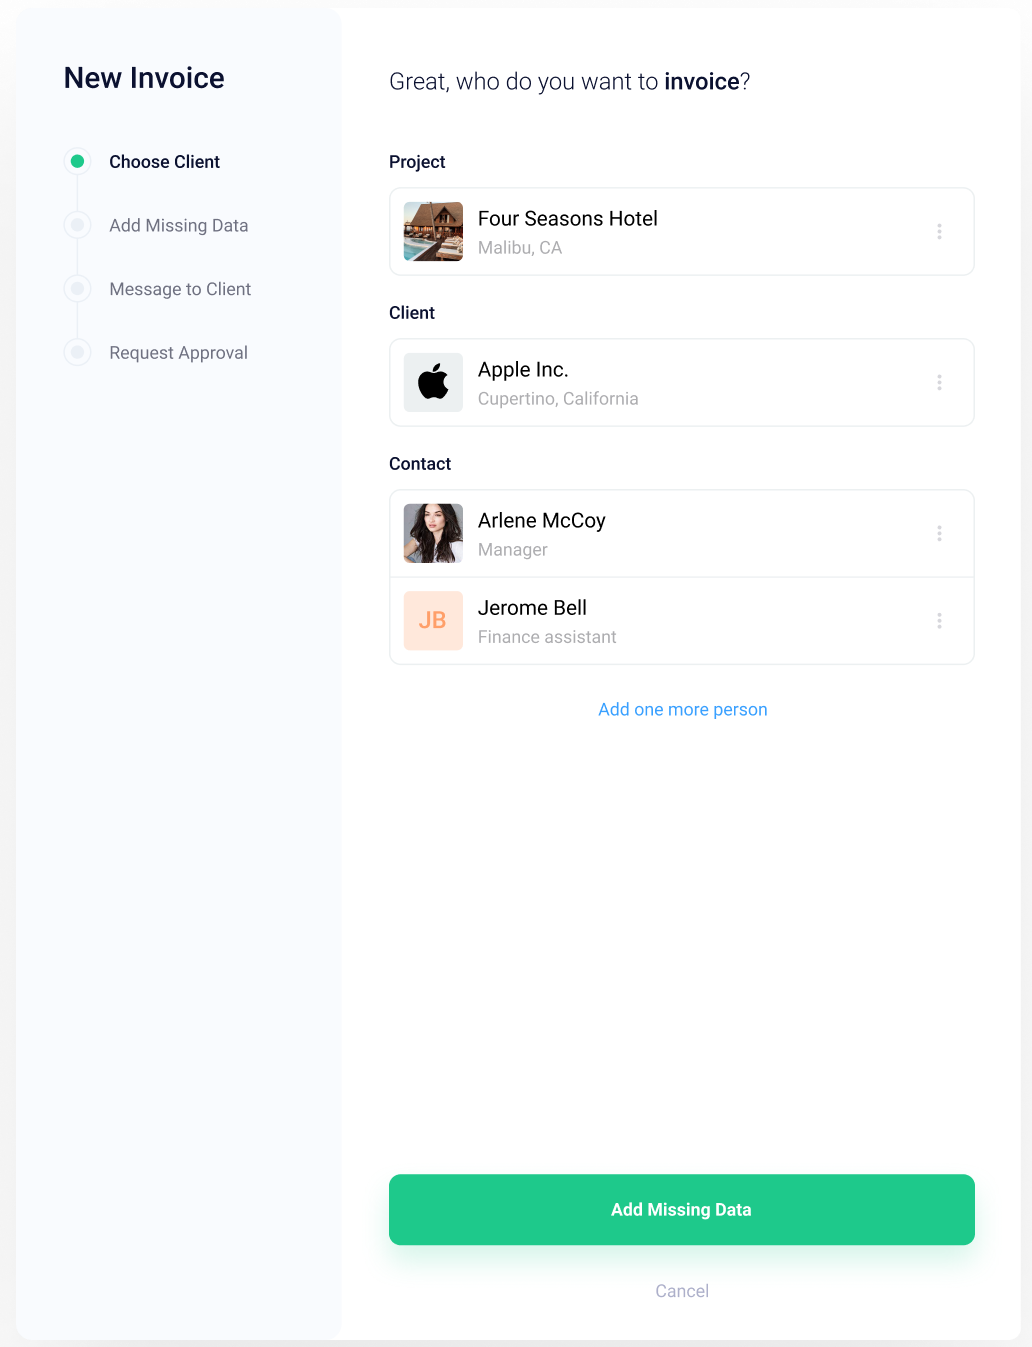 New Invoice
Choose Client
Add Missing Data
Message to Client
Request Approval
Great, who do you want to invoice?
Project
Four Seasons Hotel
Malibu, CA
Client
Apple Inc.
Cupertino, California
Contact
Arlene McCoy
Manager
JB
Jerome Bell
Finance assistant
Add one more person
Add Missing Data
Cancel